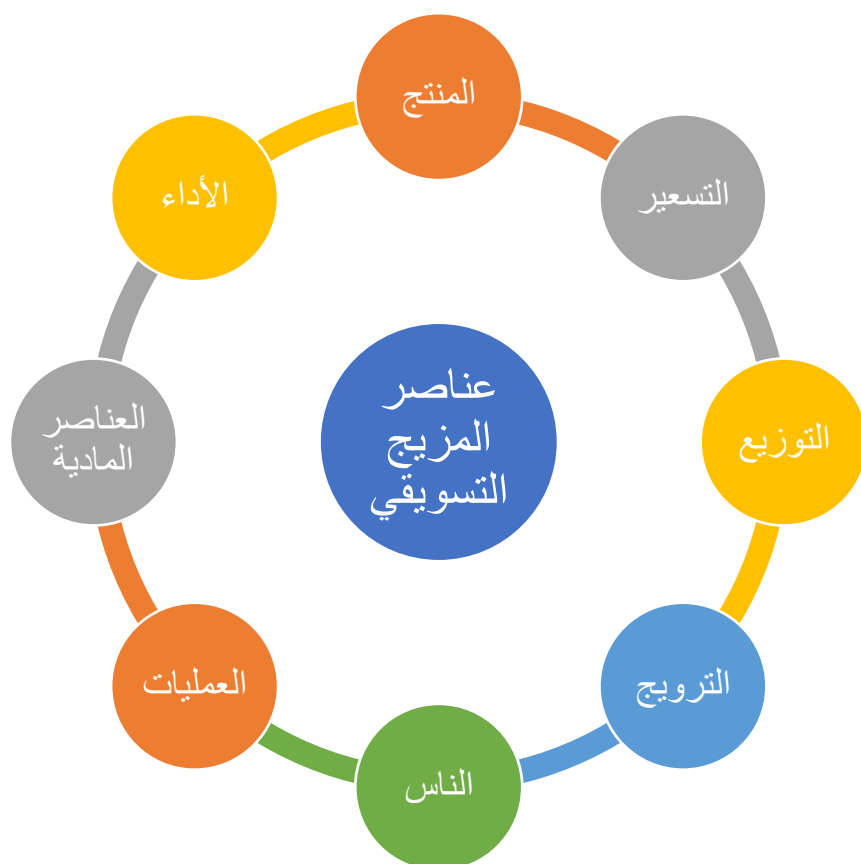 عناصر
المزيج
التسويقي
المنتج
التسعير
التوزيع
الترويج
الناس
العمليات
العناصر
المادية
الأداء